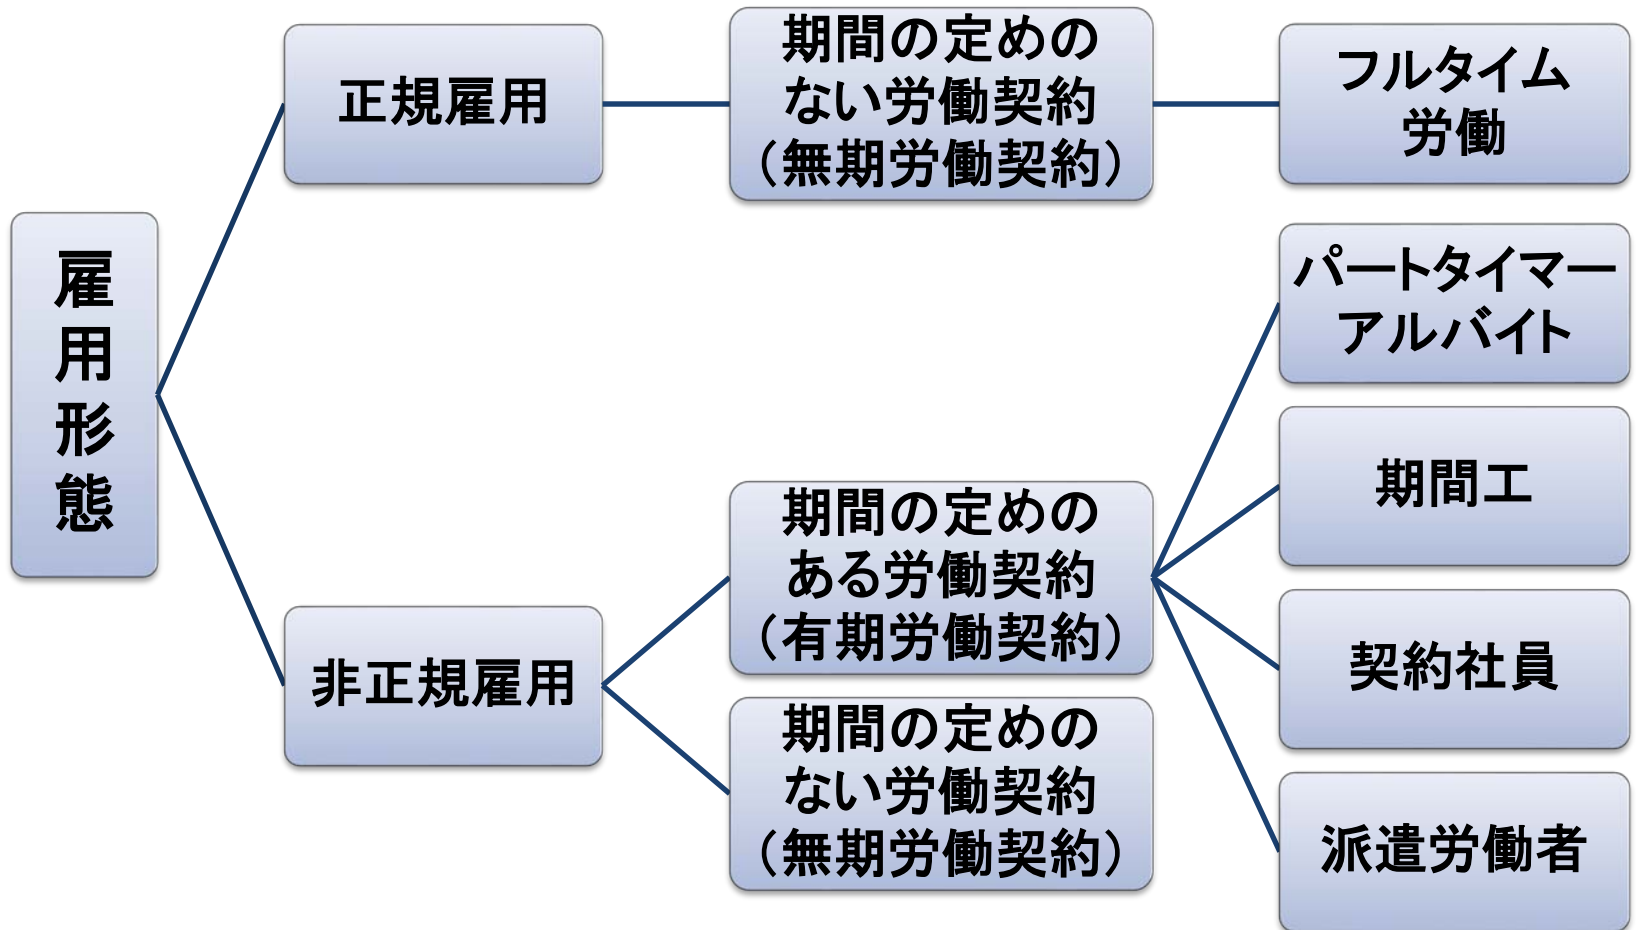 雇用形態
正規雇用
期間の定めの
ない労働契約
（無期労働契約）
フルタイム
労働
非正規雇用
期間の定めの
ある労働契約
（有期労働契約）
パートタイマー
アルバイト
期間工
契約社員
派遣労働者
期間の定めの
ない労働契約
（無期労働契約）